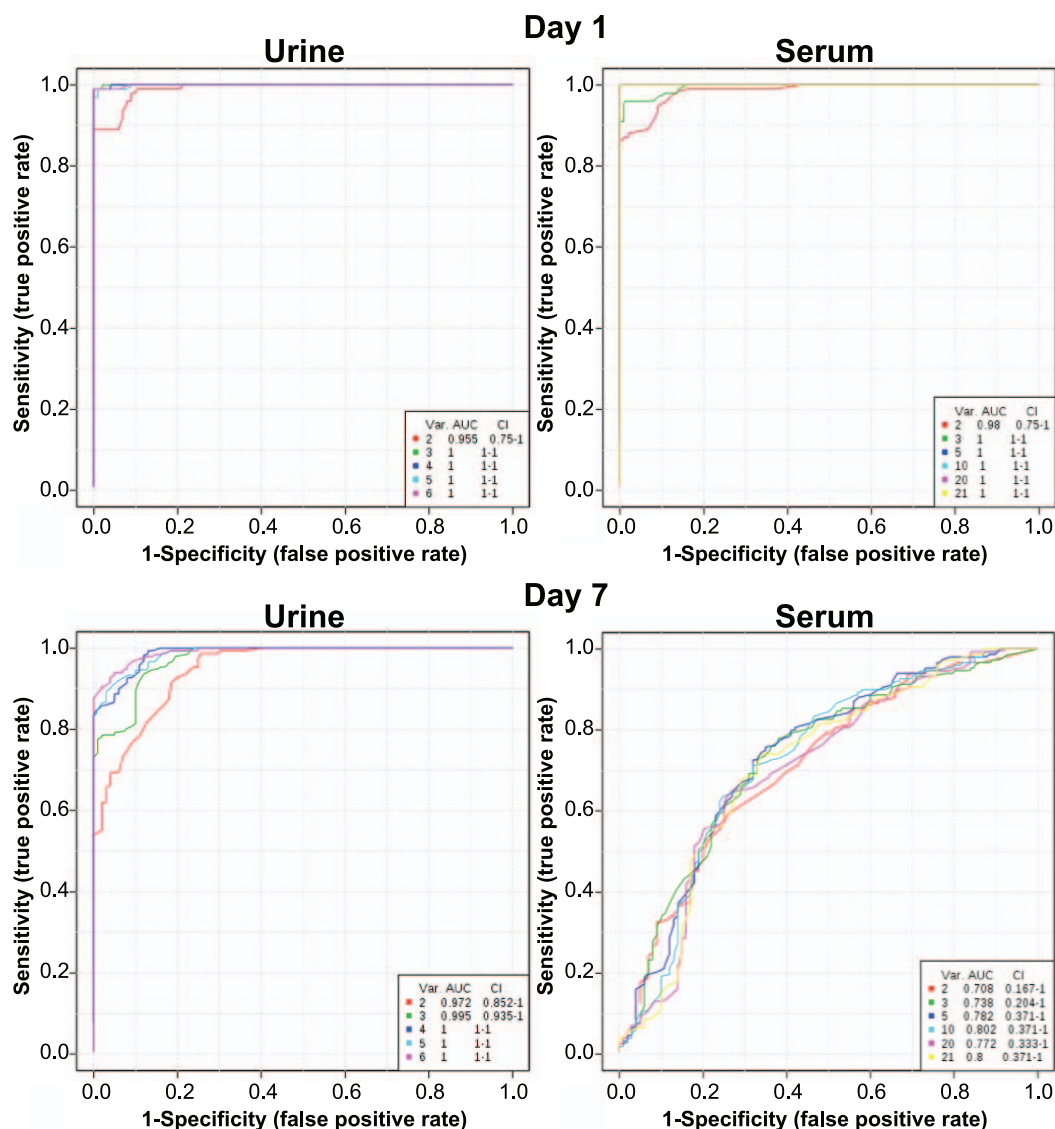 Day 1
Urine
Serum
Sensitivity (true positive rate)
1.0
0.8
0.6
0.4
0.2
0.0
Var. AUC CI
2 0.955 0.75-1
3 1 1-1
4 1 1-1
5 1 1-1
6 1 1-1
0.0 0.2 0.4 0.6 0.8 1.0
1-Specificity (false positive rate)
Sensitivity (true positive rate)
1.0
0.8
0.6
0.4
0.2
0.0
Var. AUC CI
2 0.98 0.75-1
3 1 1-1
5 1 1-1
10 1 1-1
20 1 1-1
21 1 1-1
0.0 0.2 0.4 0.6 0.8 1.0
1-Specificity (false positive rate)
Day 7
Urine
Serum
Sensitivity (true positive rate)
1.0
0.8
0.6
0.4
0.2
0.0
Var. AUC CI
2 0.972 0.852-1
3 0.995 0.935-1
4 1 1-1
5 1 1-1
6 1 1-1
0.0 0.2 0.4 0.6 0.8 1.0
1-Specificity (false positive rate)
Sensitivity (true positive rate)
1.0
0.8
0.6
0.4
0.2
0.0
Var. AUC CI
2 0.708 0.167-1
3 0.738 0.204-1
5 0.782 0.371-1
10 0.802 0.371-1
20 0.772 0.333-1
21 0.8 0.371-1
0.0 0.2 0.4 0.6 0.8 1.0
1-Specificity (false positive rate)